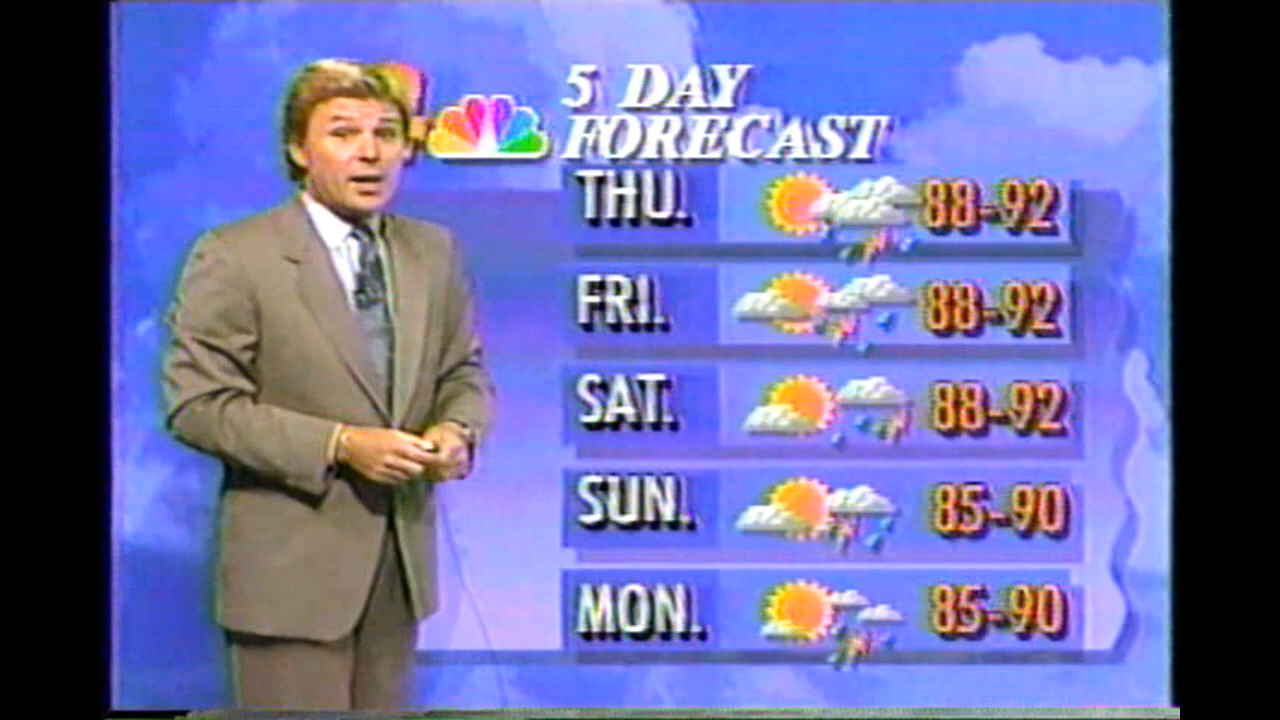 5 DAY
FORECAST
THU. 88-92
FRI. 88-92
SAT. 88-92
SUN. 85-90
MON. 85-90